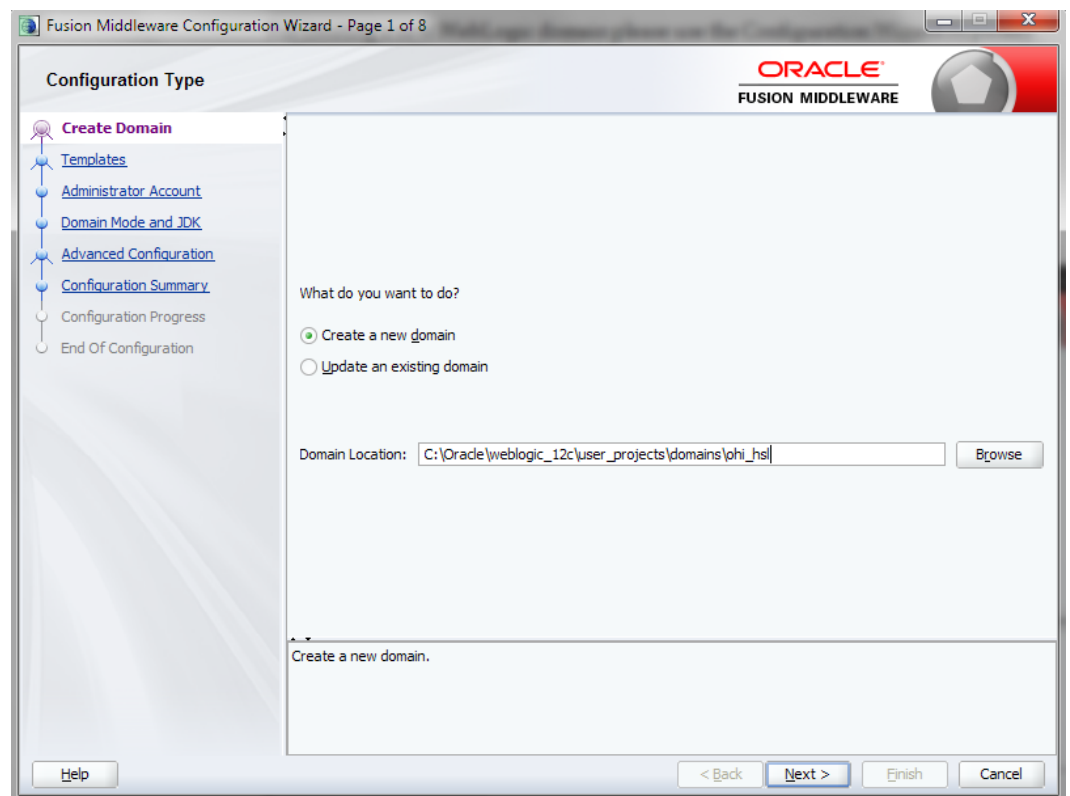 Fusion Middleware Configuration Wizard - Page 1 of 8
Configuration Type
ORACLE®
FUSION MIDDLEWARE
Create Domain
Templates
Administrator Account
Domain Mode and JDK
Advanced Configuration
Configuration Summary
Configuration Progress
End Of Configuration
What do you want to do?
Create a new domain
Update an existing domain
Domain Location: C:\Oracle\weblogic_12c\user_projects\domains\ohi_hsl Browse
Create a new domain.
Help < Back Next > Finish Cancel